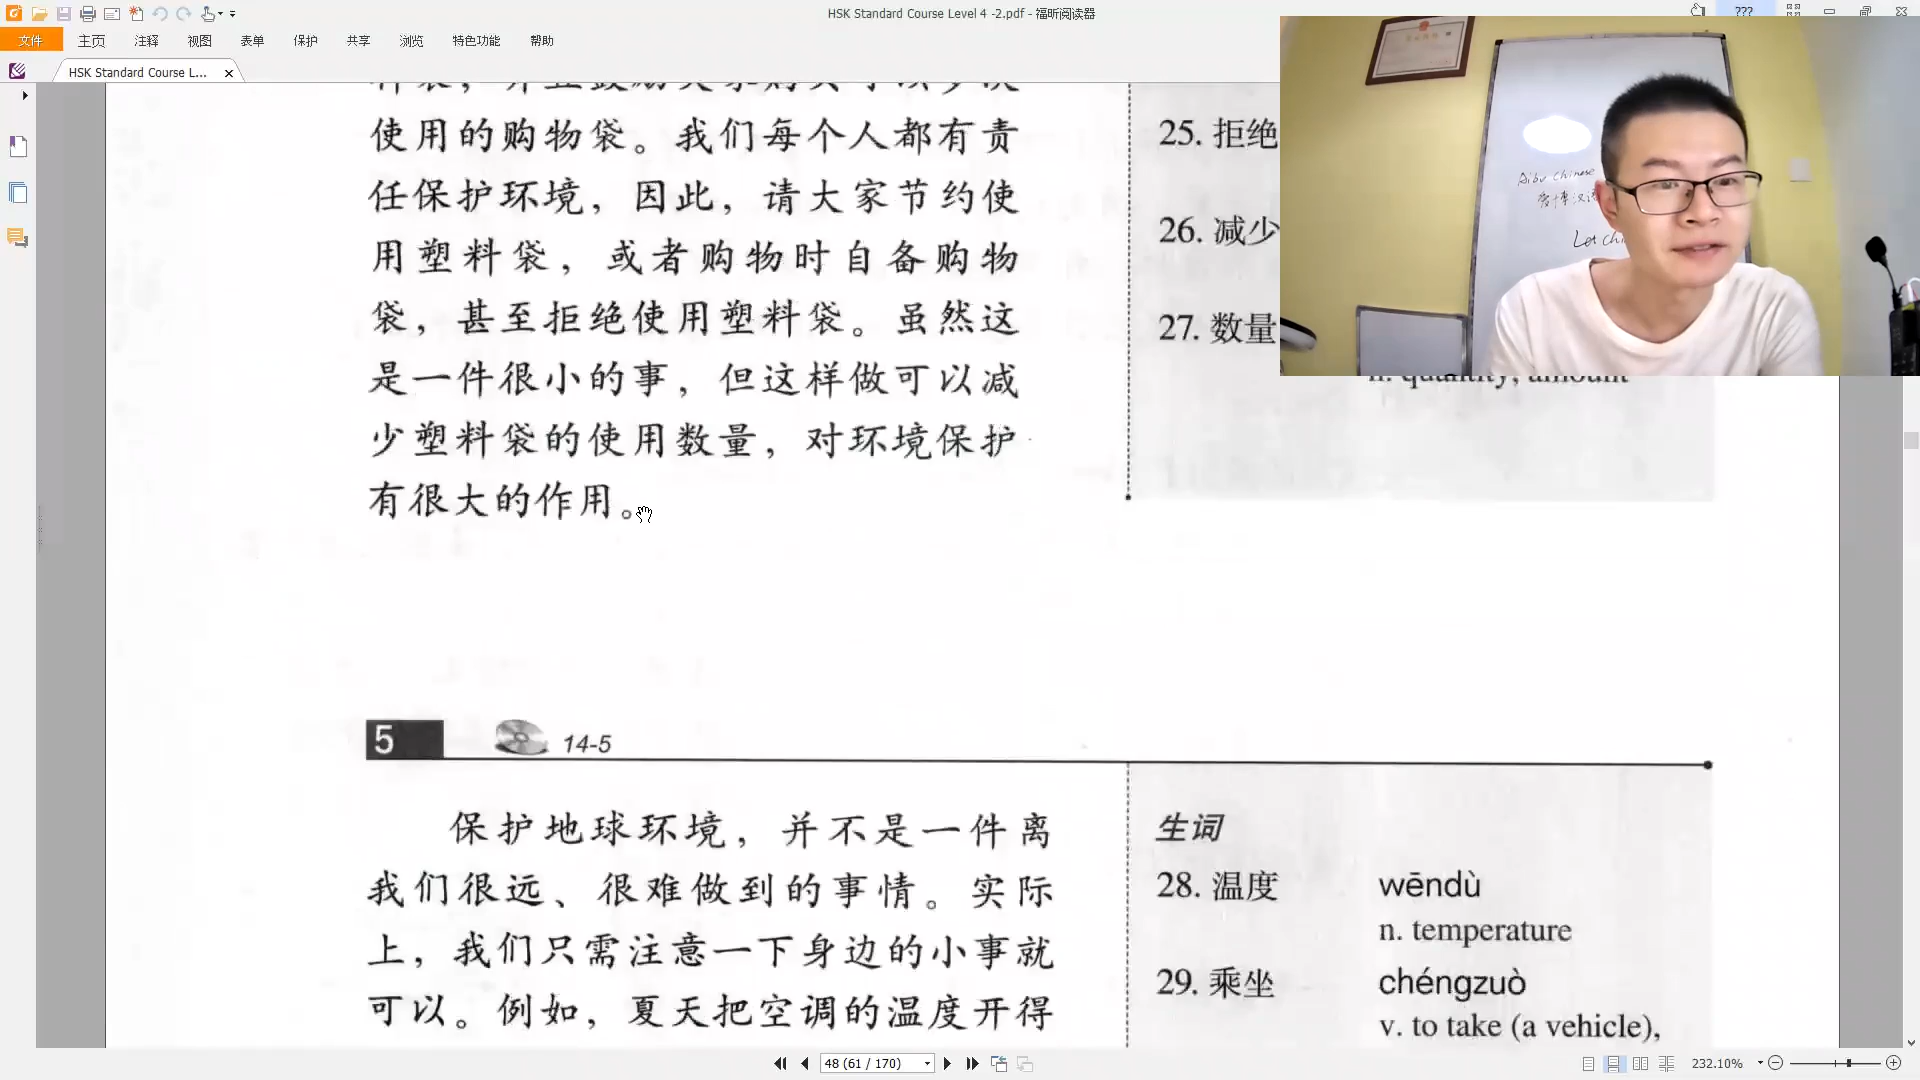 HSK Standard Course Level 4 -2.pdf - 福昕阅读器
???
文件 主页 注释 视图 表单 保护 共享 浏览 特色功能 帮助
HSK Standard Course L...
使用的购物袋。我们每个人都有责
任保护环境，因此，请大家节约使
用塑料袋，或者购物时自备购物
袋，甚至拒绝使用塑料袋。虽然这
是一件很小的事，但这样做可以减
少塑料袋的使用数量，对环境保护
有很大的作用。
25. 拒绝
26. 减少
27. 数量
n. quantity, amount
Aibo Chinese
5
14-5
保护地球环境，并不是一件离
我们很远、很难做到的事情。实际
上，我们只需注意一下身边的小事就
可以。例如，夏天把空调的温度开得
生词
28. 温度 wēndù
n. temperature
29. 乘坐 chéngzuò
v. to take (a vehicle),
48 (61 / 170)
232.10%